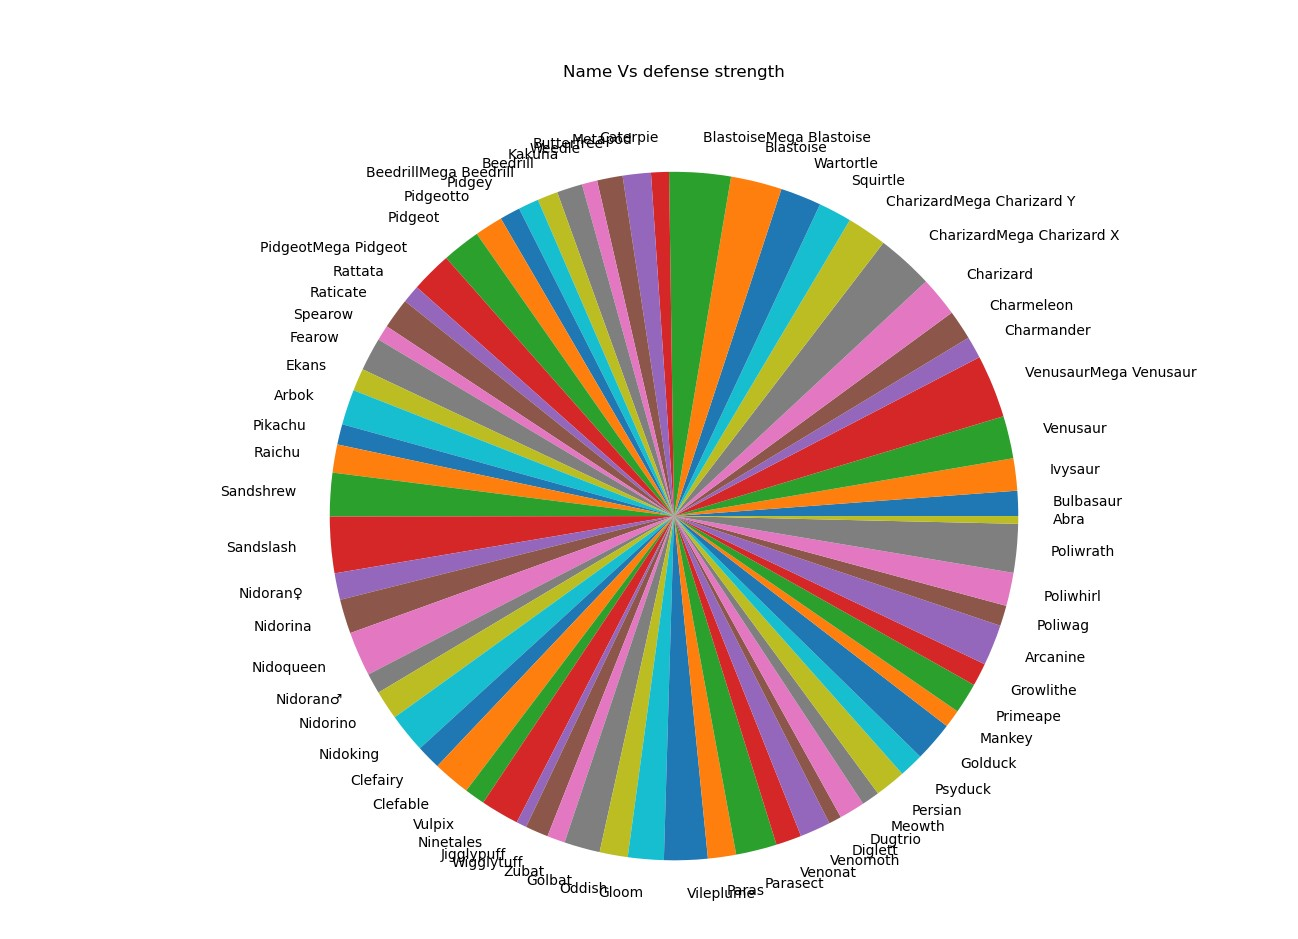 Name Vs defense strength
Bulbasaur
Ivysaur
Venusaur
VenusaurMega Venusaur
Charmander
Charmeleon
Charizard
CharizardMega Charizard X
CharizardMega Charizard Y
Squirtle
Wartortle
Blastoise
BlastoiseMega Blastoise
Caterpie
Metapod
Butterfree
Weedle
Kakuna
Beedrill
BeedrillMega Beedrill
Pidgey
Pidgeotto
Pidgeot
PidgeotMega Pidgeot
Rattata
Raticate
Spearow
Fearow
Ekans
Arbok
Pikachu
Raichu
Sandshrew
Sandslash
Nidoran♀
Nidorina
Nidoqueen
Nidoran♂
Nidorino
Nidoking
Clefairy
Clefable
Vulpix
Ninetales
Jigglypuff
Wigglytuff
Zubat
Golbat
Oddish
Gloom
Vileplume
Paras
Parasect
Venonat
Venomoth
Diglett
Dugtrio
Meowth
Persian
Psyduck
Golduck
Mankey
Primeape
Growlithe
Arcanine
Poliwag
Poliwhirl
Poliwrath
Abra